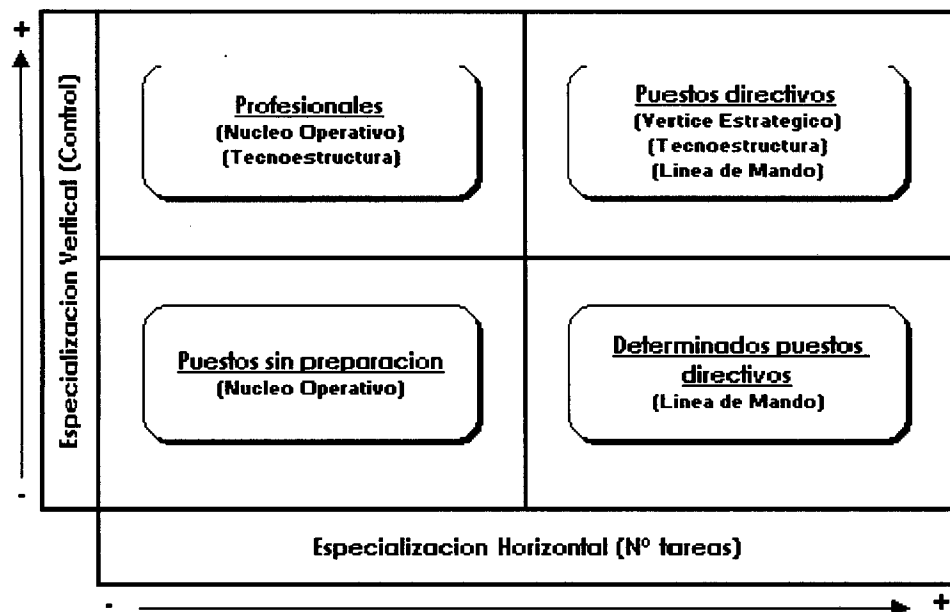 +
Especializacion Vertical (Control)
-
Profesionales
(Nucleo Operativo)
(Tecnoestructura)
Puestos directivos
(Vertice Estrategico)
(Tecnoestructura)
(Linea de Mando)
Puestos sin preparacion
(Nucleo Operativo)
Determinados puestos
directivos
(Linea de Mando)
Especializacion Horizontal (Nº tareas)
-
+